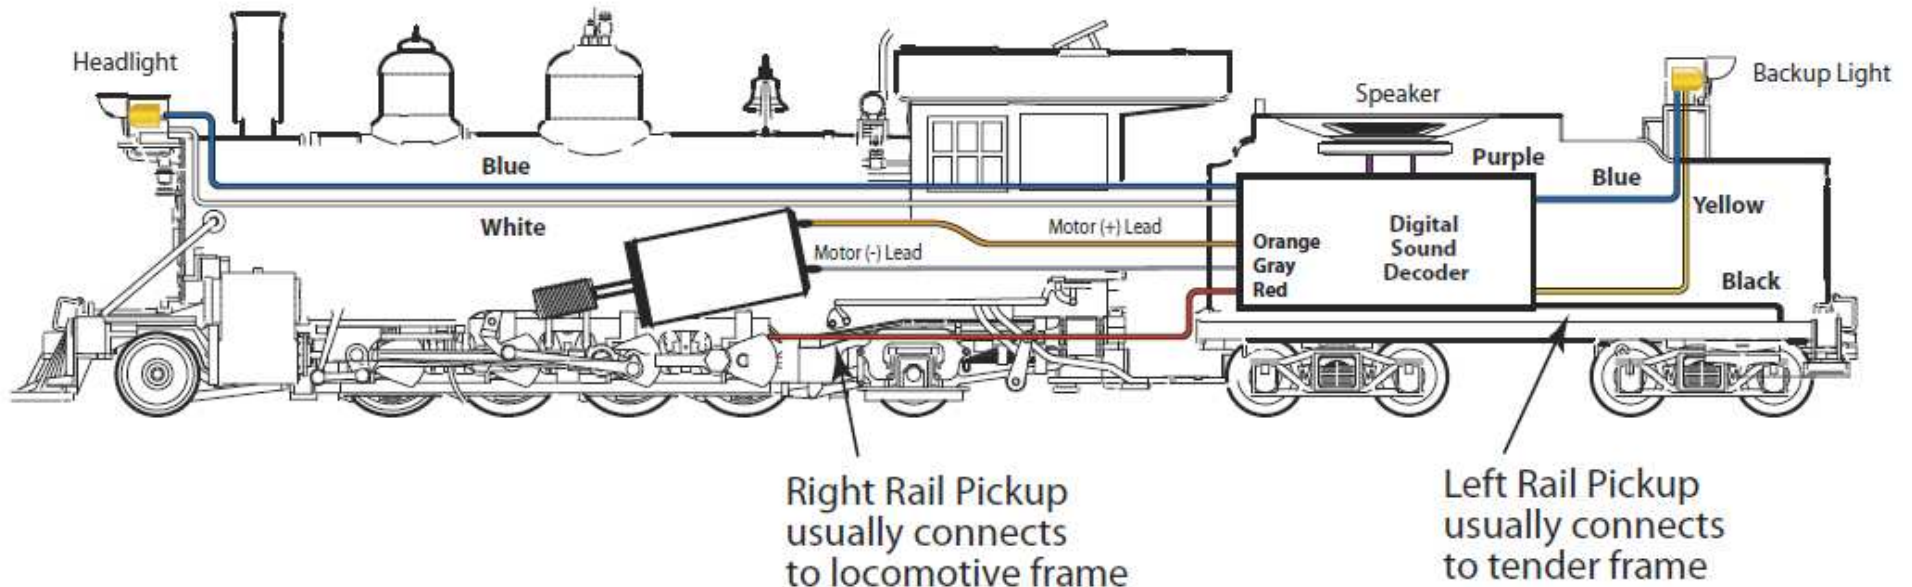 Headlight
Backup Light
Speaker
Blue
Purple
Blue
White
Yellow
Motor (+) Lead
Motor (-) Lead
Orange
Gray
Red
Digital
Sound
Decoder
Black
Right Rail Pickup
usually connects
to locomotive frame
Left Rail Pickup
usually connects
to tender frame